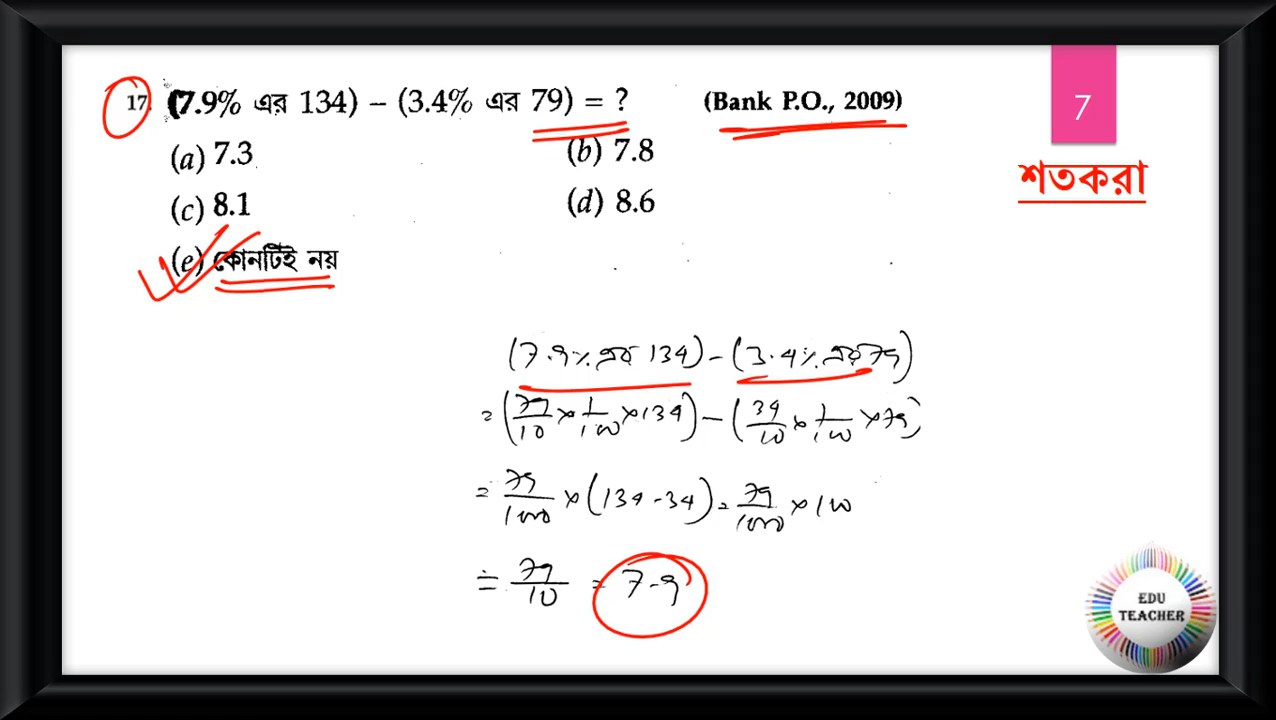 17. (7.9% এর 134) – (3.4% এর 79) = ? (Bank P.O., 2009)
(a) 7.3 (b) 7.8
(c) 8.1 (d) 8.6
(e) কোনটিই নয়
7
শতকরা
(7.9% এর 134) - (3.4% এর 79)
= (79/10 × 1/100 × 134) - (34/10 × 1/100 × 79)
= 79/1000 × (134 - 34) = 79/1000 × 100
= 79/10 = 7.9
EDU
TEACHER